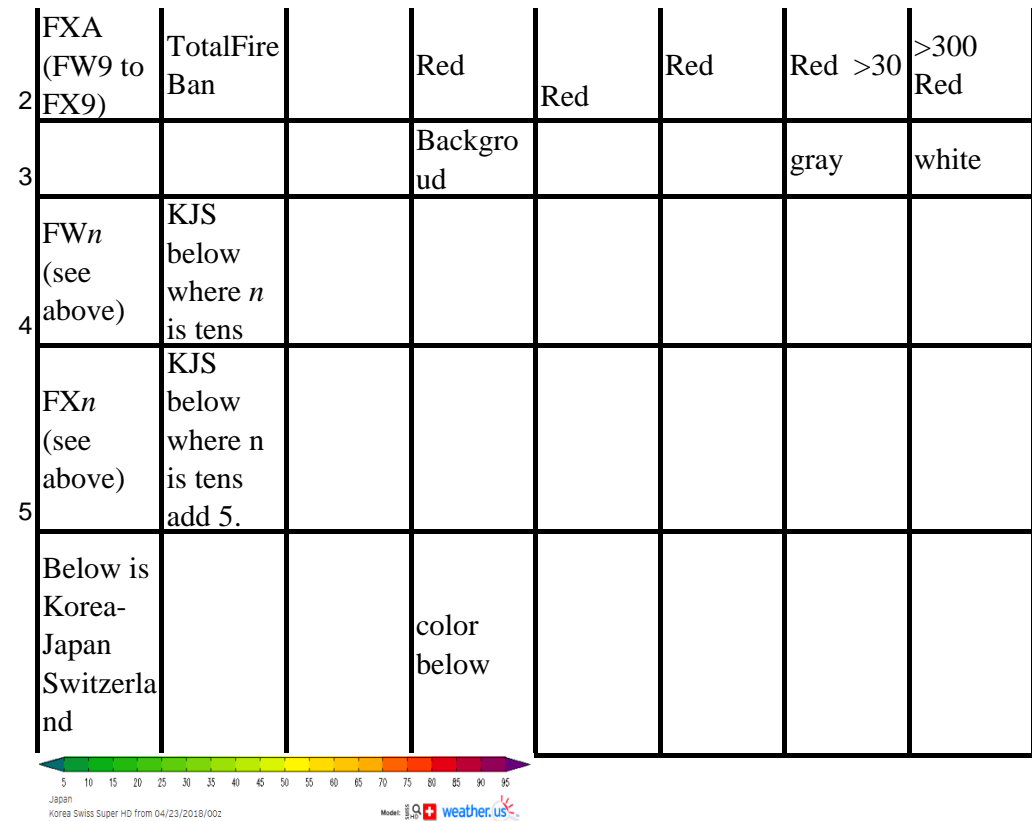 FXA
(FW9 to
FX9)
TotalFire
Ban
Red
Red
Red
Red >30
>300
Red
2
Backgro
ud
gray
white
3
FWn
(see
above)
KJS
below
where n
is tens
4
FXn
(see
above)
KJS
below
where n
is tens
add 5.
5
Below is
Korea-
Japan
Switzerla
nd
color
below
5 10 15 20 25 30 35 40 45 50 55 60 65 70 75 80 85 90 95
Japan
Korea Swiss Super HD from 04/23/2018/00z
Model: SWISS HD weather.us